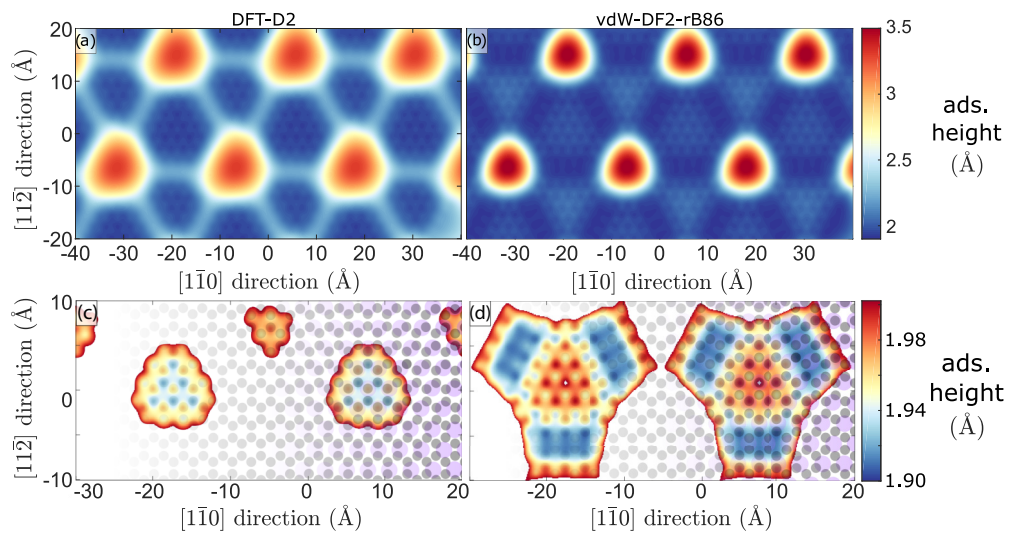 DFT-D2 vdW-DF2-rB86
(a) (b)
[112̄] direction (Å)
20
10
0
-10
-20
-40 -30 -20 -10 0 10 20 30 40
[11̄0] direction (Å)
-30 -20 -10 0 10 20 30
[11̄0] direction (Å)
3.5
3
2.5
2
ads.
height
(Å)
(c) (d)
[112̄] direction (Å)
10
0
-10
-30 -20 -10 0 10 20
[11̄0] direction (Å)
-20 -10 0 10 20
[11̄0] direction (Å)
1.98
1.94
1.90
ads.
height
(Å)